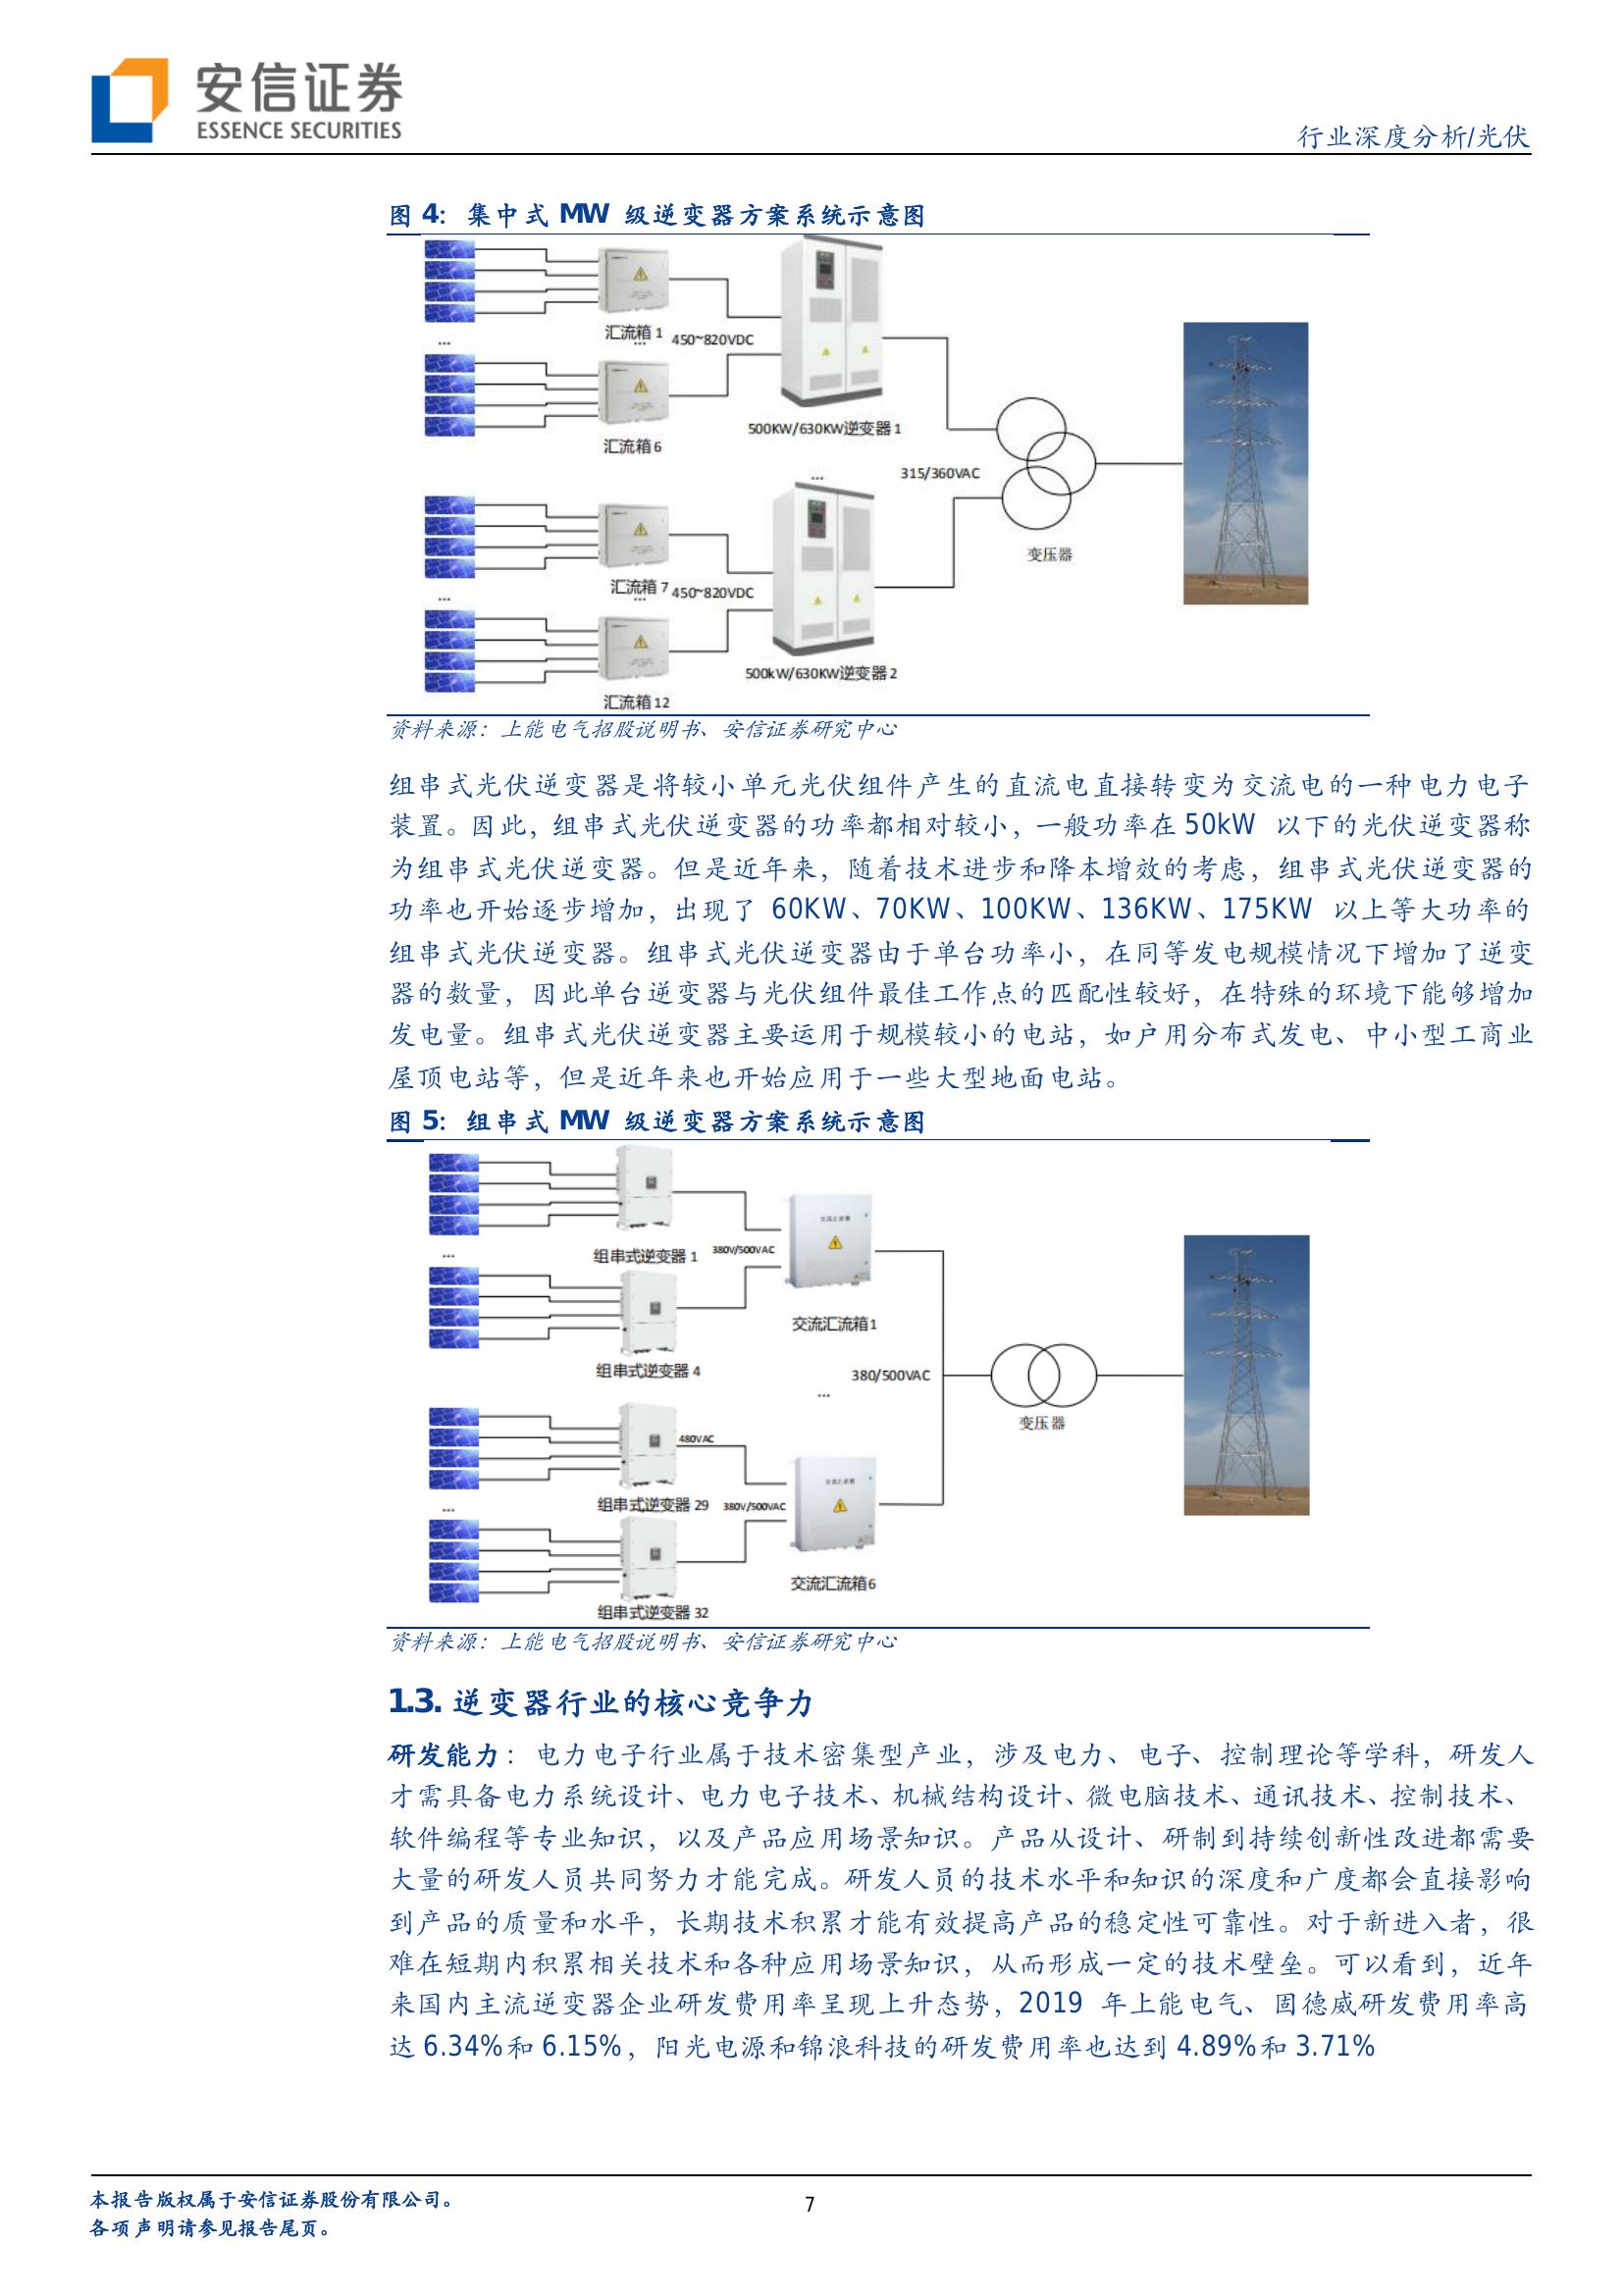 安信证券
ESSENCE SECURITIES
行业深度分析/光伏
图 4：集中式 MW 级逆变器方案系统示意图
汇流箱 1
...
450~820VDC
...
汇流箱 6
500KW/630KW逆变器 1
...
315/360VAC
变压器
汇流箱 7
...
450~820VDC
...
汇流箱 12
500kW/630KW逆变器 2
资料来源：上能电气招股说明书、安信证券研究中心
组串式光伏逆变器是将较小单元光伏组件产生的直流电直接转变为交流电的一种电力电子
装置。因此，组串式光伏逆变器的功率都相对较小，一般功率在 50kW 以下的光伏逆变器称
为组串式光伏逆变器。但是近年来，随着技术进步和降本增效的考虑，组串式光伏逆变器的
功率也开始逐步增加，出现了 60KW、70KW、100KW、136KW、175KW 以上等大功率的
组串式光伏逆变器。组串式光伏逆变器由于单台功率小，在同等发电规模情况下增加了逆变
器的数量，因此单台逆变器与光伏组件最佳工作点的匹配性较好，在特殊的环境下能够增加
发电量。组串式光伏逆变器主要运用于规模较小的电站，如户用分布式发电、中小型工商业
屋顶电站等，但是近年来也开始应用于一些大型地面电站。
图 5：组串式 MW 级逆变器方案系统示意图
组串式逆变器 1
380V/500VAC
...
组串式逆变器 4
交流汇流箱1
...
380/500VAC
变压器
480VAC
组串式逆变器 29
380V/500VAC
...
组串式逆变器 32
交流汇流箱6
资料来源：上能电气招股说明书、安信证券研究中心
1.3. 逆变器行业的核心竞争力
研发能力：电力电子行业属于技术密集型产业，涉及电力、电子、控制理论等学科，研发人
才需具备电力系统设计、电力电子技术、机械结构设计、微电脑技术、通讯技术、控制技术、
软件编程等专业知识，以及产品应用场景知识。产品从设计、研制到持续创新性改进都需要
大量的研发人员共同努力才能完成。研发人员的技术水平和知识的深度和广度都会直接影响
到产品的质量和水平，长期技术积累才能有效提高产品的稳定性可靠性。对于新进入者，很
难在短期内积累相关技术和各种应用场景知识，从而形成一定的技术壁垒。可以看到，近年
来国内主流逆变器企业研发费用率呈现上升态势，2019 年上能电气、固德威研发费用率高
达 6.34%和 6.15%，阳光电源和锦浪科技的研发费用率也达到 4.89%和 3.71%
本报告版权属于安信证券股份有限公司。
7
各项声明请参见报告尾页。